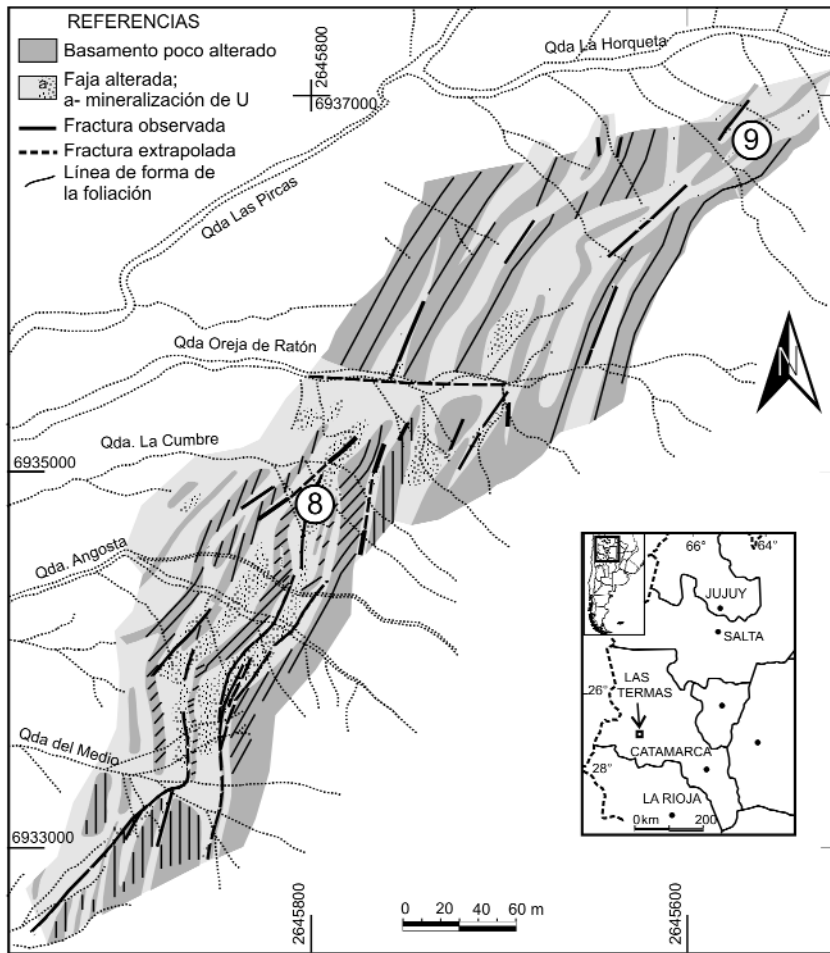 REFERENCIAS
Basamento poco alterado
a
Faja alterada;
a- mineralización de U
Fractura observada
Fractura extrapolada
Línea de forma de
la foliación
2645800
6937000
Qda La Horqueta
Qda Las Pircas
9
Qda Oreja de Ratón
N
Qda. La Cumbre
6935000
8
Qda. Angosta
Qda del Medio
6933000
66°
64°
JUJUY
SALTA
LAS
TERMAS
26°
CATAMARCA
28°
LA RIOJA
0 km 200
0 30 60 m
2645800
2645600